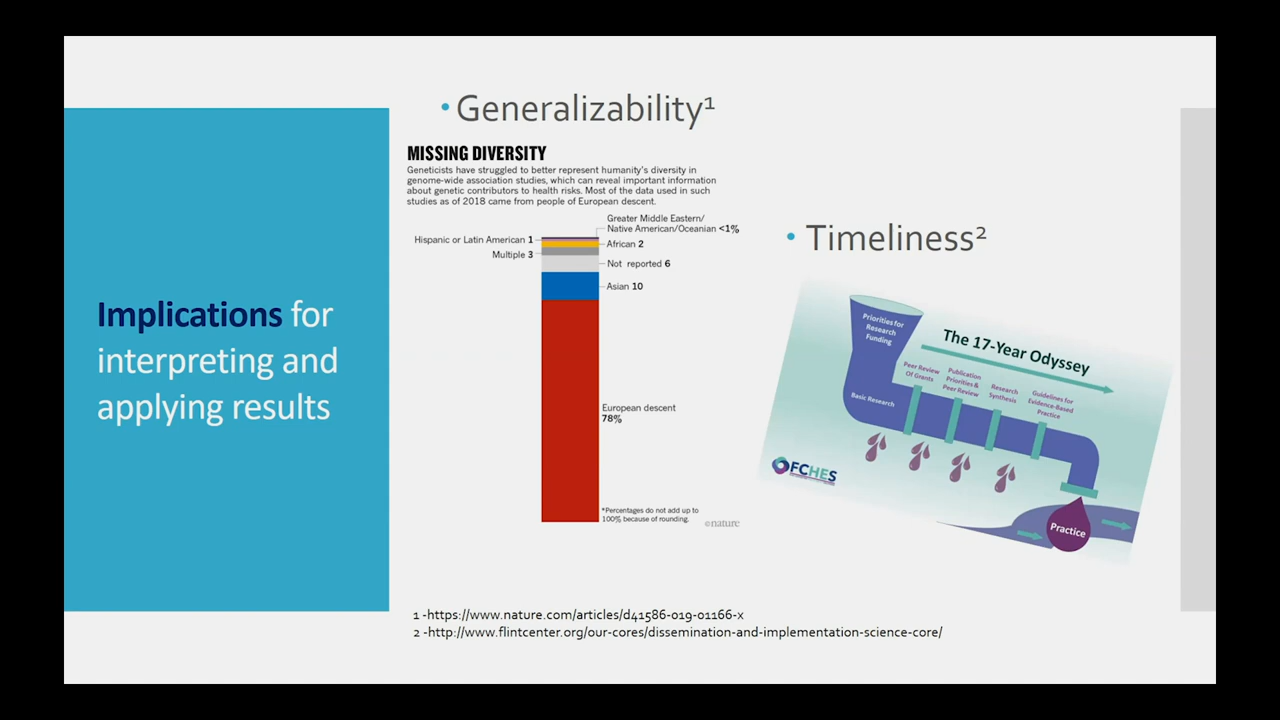 Implications for
interpreting and
applying results
• Generalizability¹
MISSING DIVERSITY
Geneticists have struggled to better represent humanity's diversity in
genome-wide association studies, which can reveal important information
about genetic contributors to health risks. Most of the data used in such
studies as of 2018 came from people of European descent.
Greater Middle Eastern/
Native American/Oceanian <1%
Hispanic or Latin American 1
African 2
Multiple 3
Not reported 6
Asian 10
European descent
78%
*Percentages do not add up to
100% because of rounding.
©nature
• Timeliness²
Priorities for
Research
Funding
The 17-Year Odyssey
Peer Review
Of Grants
Publication
Priorities &
Peer Review
Research
Synthesis
Guidelines for
Evidence-Based
Practice
Basic Research
FCHES
Practice
1 -https://www.nature.com/articles/d41586-019-01166-x
2 -http://www.flintcenter.org/our-cores/dissemination-and-implementation-science-core/